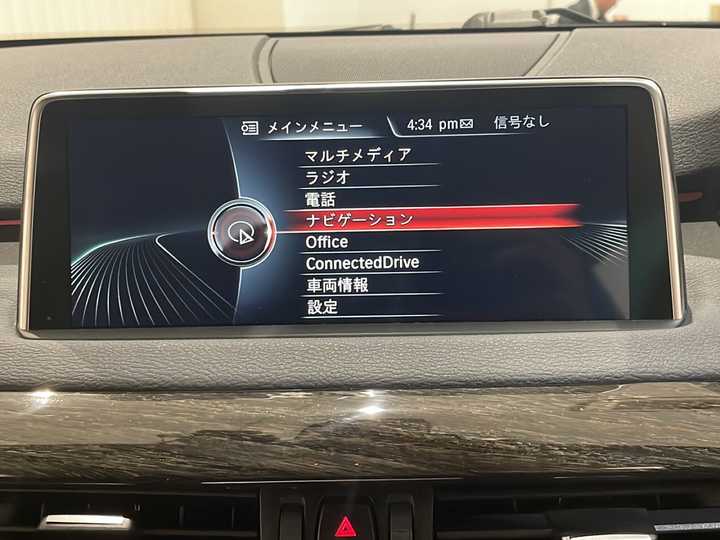 メインメニュー 4:34 pm 信号なし
マルチメディア
ラジオ
電話
ナビゲーション
Office
ConnectedDrive
車両情報
設定